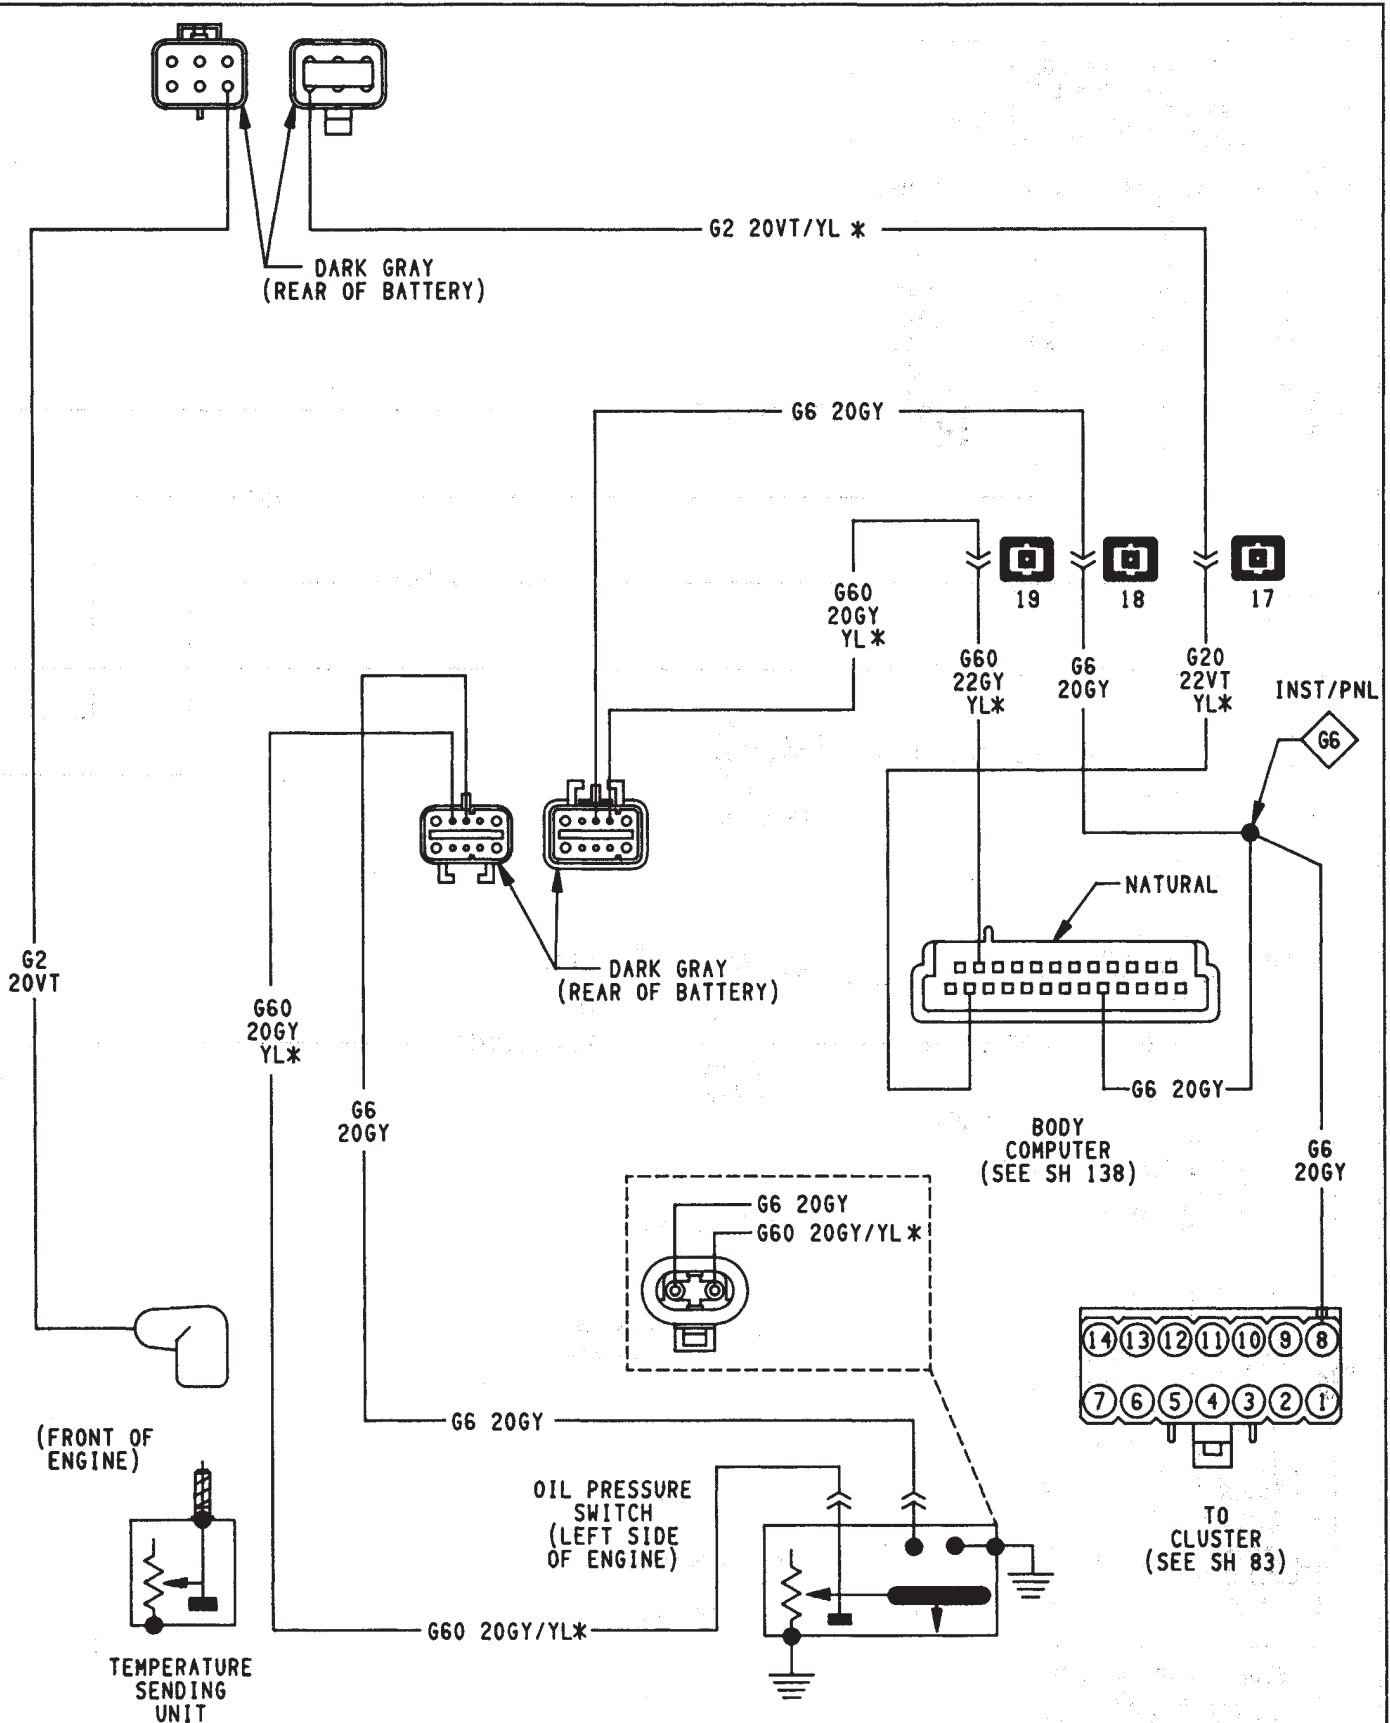 G2 20VT/YL *
DARK GRAY
(REAR OF BATTERY)
G6 20GY
19
18
17
G60
20GY
YL*
G60
22GY
YL*
G6
20GY
G20
22VT
YL*
INST/PNL
G6
NATURAL
G2
20VT
DARK GRAY
(REAR OF BATTERY)
G60
20GY
YL*
G6
20GY
G6 20GY
BODY
COMPUTER
(SEE SH 138)
G6
20GY
G6 20GY
G60 20GY/YL*
14 13 12 11 10 9 8
7 6 5 4 3 2 1
(FRONT OF
ENGINE)
G6 20GY
OIL PRESSURE
SWITCH
(LEFT SIDE
OF ENGINE)
TO
CLUSTER
(SEE SH 83)
G60 20GY/YL*
TEMPERATURE
SENDING
UNIT